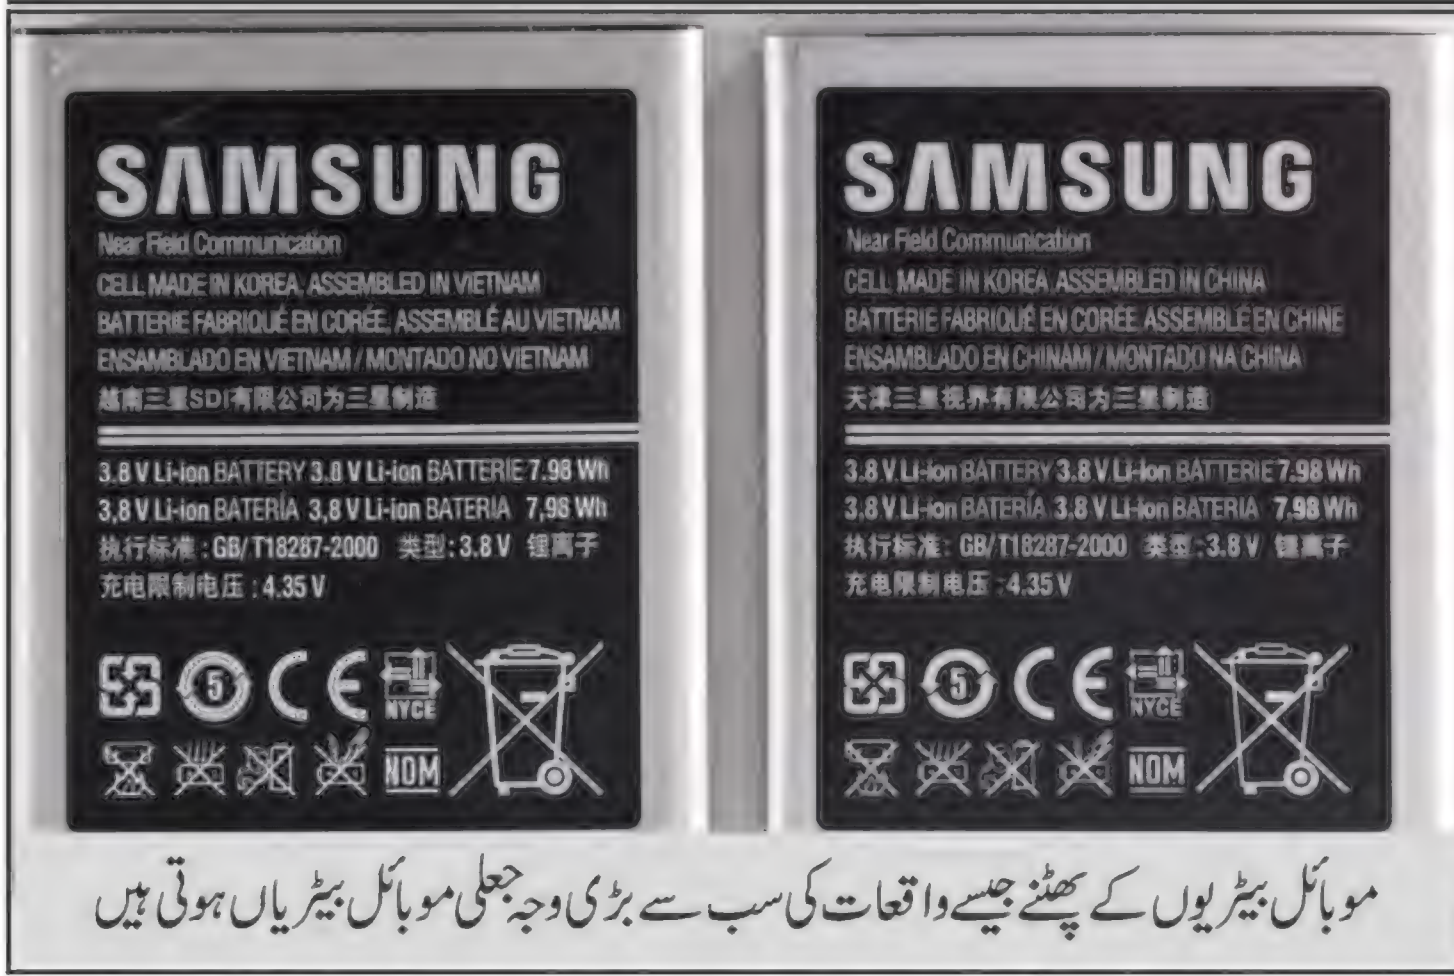 SAMSUNG
Near Field Communication
CELL MADE IN KOREA. ASSEMBLED IN VIETNAM
BATTERIE FABRIQUÉ EN CORÉE, ASSEMBLÉ AU VIETNAM
ENSAMBLADO EN VIETNAM / MONTADO NO VIETNAM
越南三星SDI有限公司为三星制造
3.8 V Li-ion BATTERY 3.8 V Li-ion BATTERIE 7.98 Wh
3,8 V Li-ion BATERÍA 3,8 V Li-ion BATERIA 7,98 Wh
执行标准 : GB/T18287-2000 类型 : 3.8 V 锂离子
充电限制电压 : 4.35 V
5 CE NYCE
NOM
SAMSUNG
Near Field Communication
CELL MADE IN KOREA. ASSEMBLED IN CHINA
BATTERIE FABRIQUÉ EN CORÉE, ASSEMBLÉ EN CHINE
ENSAMBLADO EN CHINAM / MONTADO NA CHINA
天津三星视界有限公司为三星制造
3.8 V Li-ion BATTERY 3.8 V Li-ion BATTERIE 7.98 Wh
3,8 V Li-ion BATERÍA 3.8 V Li-ion BATERIA 7,98 Wh
执行标准 : GB/T18287-2000 类型 : 3.8 V 锂离子
充电限制电压 : 4.35 V
5 CE NYCE
NOM
موبائل بیٹریوں کے پھٹنے جیسے واقعات کی سب سے بڑی وجہ جعلی موبائل بیٹریاں ہوتی ہیں